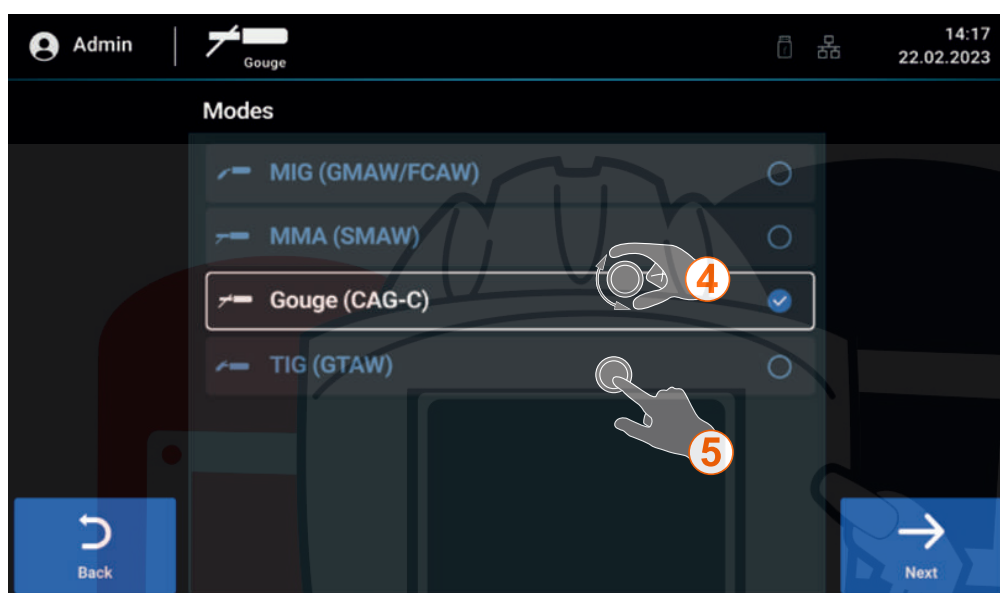 Admin
Gouge
14:17
22.02.2023
Modes
MIG (GMAW/FCAW)
MMA (SMAW)
Gouge (CAG-C)
4
TIG (GTAW)
5
Back
Next